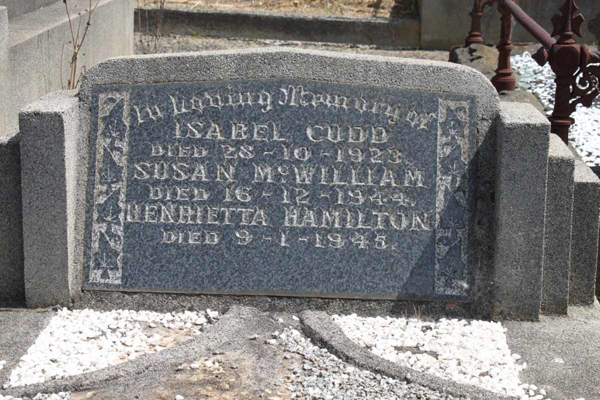 In Loving Memory of
ISABEL CUDD
DIED 28-10-1923.
SUSAN McWILLIAM
DIED 16-12-1944.
HENRIETTA HAMILTON
DIED 9-1-1945.